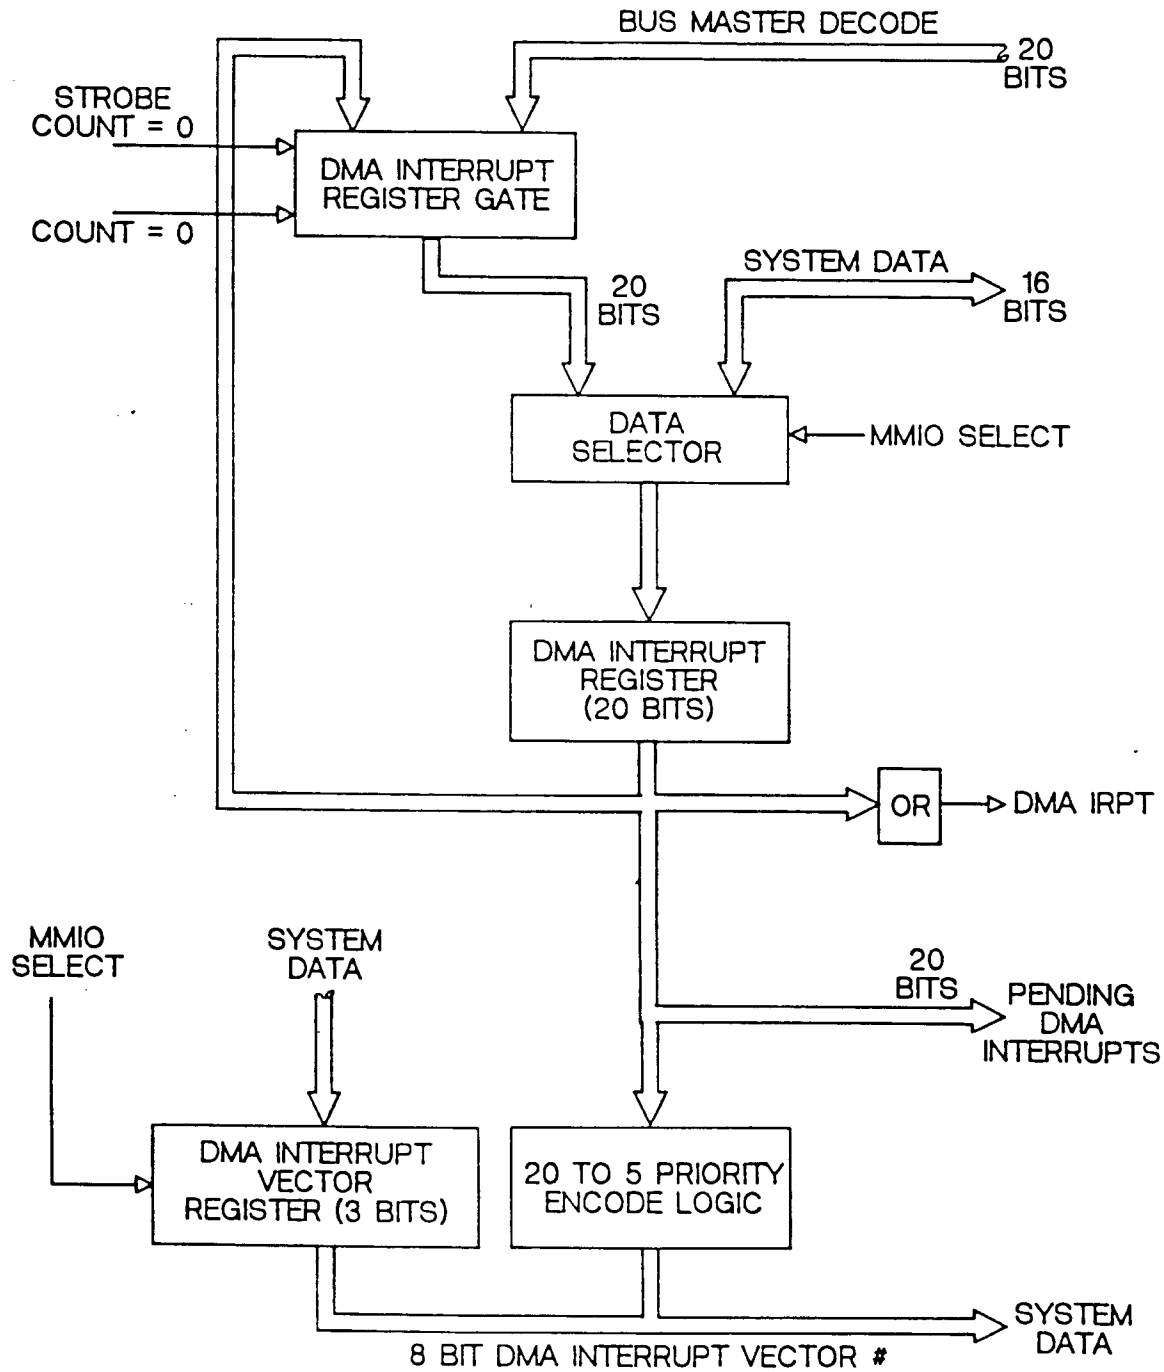 BUS MASTER DECODE
20
BITS
STROBE
COUNT = 0
DMA INTERRUPT
REGISTER GATE
COUNT = 0
SYSTEM DATA
20
BITS
16
BITS
DATA
SELECTOR
MMIO SELECT
DMA INTERRUPT
REGISTER
(20 BITS)
OR
DMA IRPT
MMIO
SELECT
SYSTEM
DATA
20
BITS
PENDING
DMA
INTERRUPTS
DMA INTERRUPT
VECTOR
REGISTER (3 BITS)
20 TO 5 PRIORITY
ENCODE LOGIC
SYSTEM
DATA
8 BIT DMA INTERRUPT VECTOR #